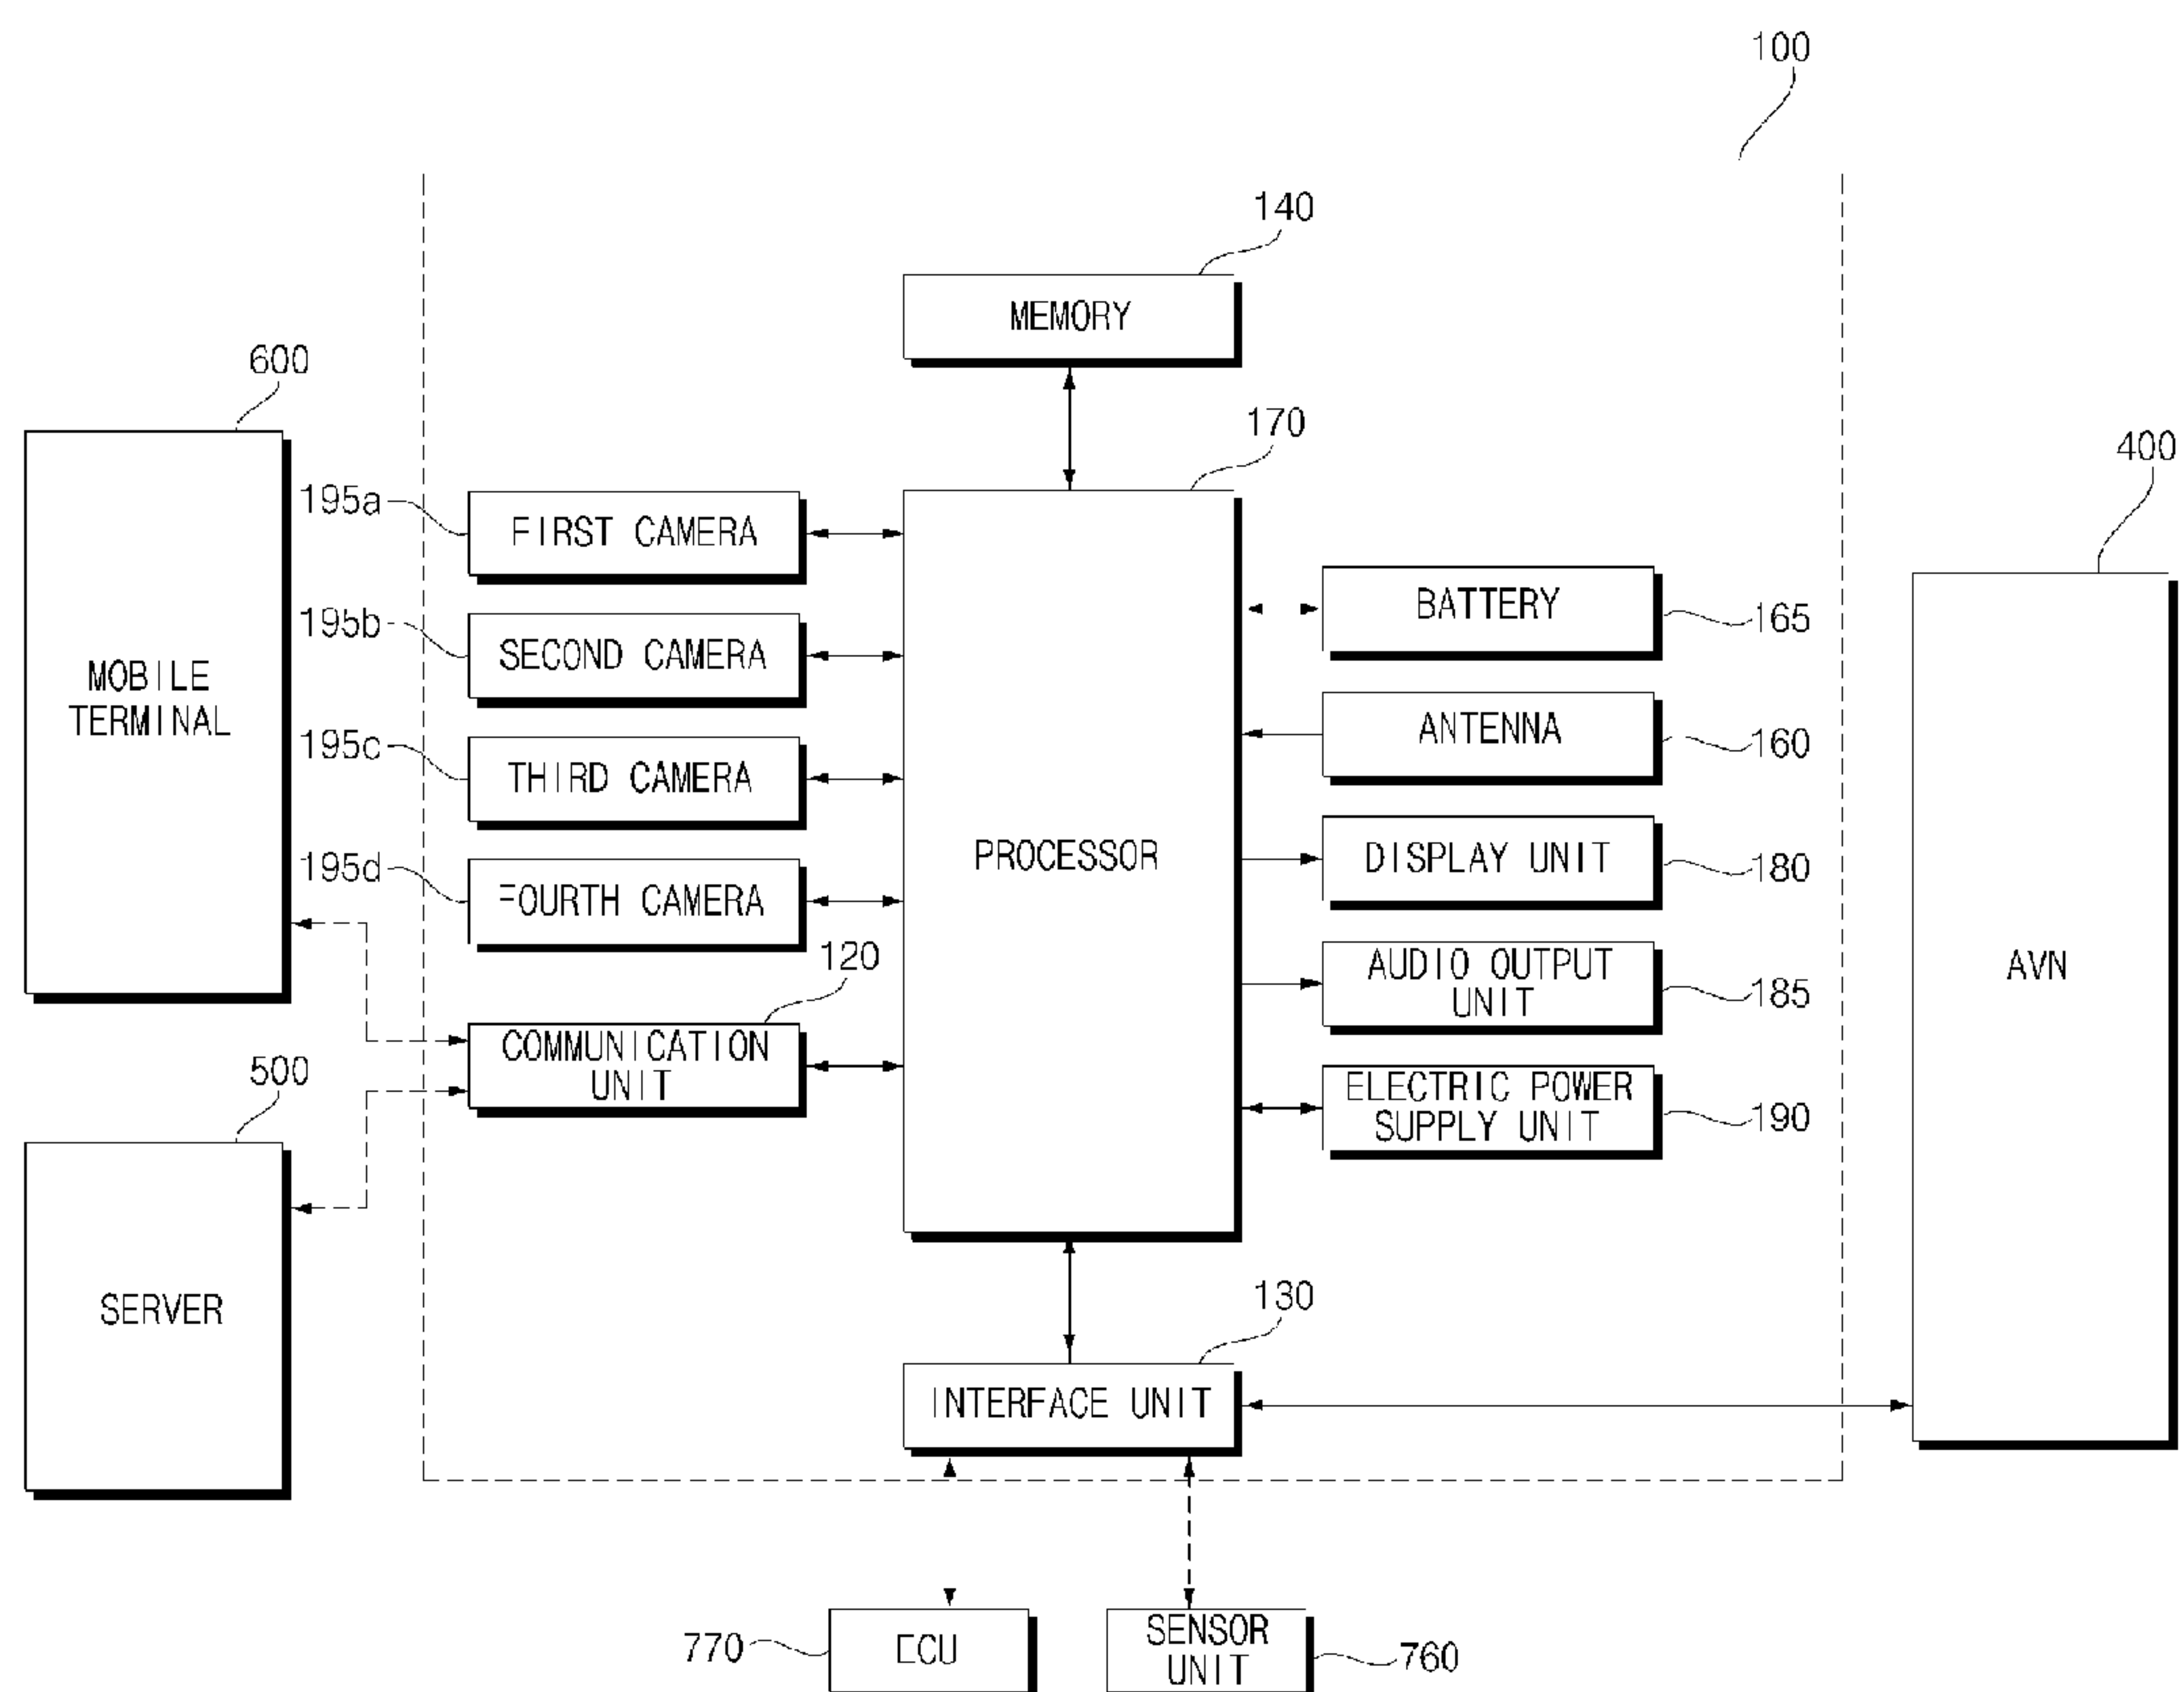 100
140
MEMORY
600
170
400
195a
FIRST CAMERA
BATTERY
165
195b
SECOND CAMERA
MOBILE
TERMINAL
ANTENNA
160
195c
THIRD CAMERA
PROCESSOR
DISPLAY UNIT
180
195d
FOURTH CAMERA
120
AUDIO OUTPUT
UNIT
185
AVN
COMMUNICATION
UNIT
500
ELECTRIC POWER
SUPPLY UNIT
190
SERVER
130
INTERFACE UNIT
770
ECU
SENSOR
UNIT
760